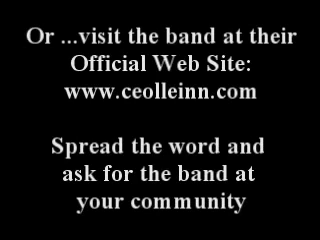 Or ...visit the band at their
Official Web Site:
www.ceolleinn.com
Spread the word and
ask for the band at
your community